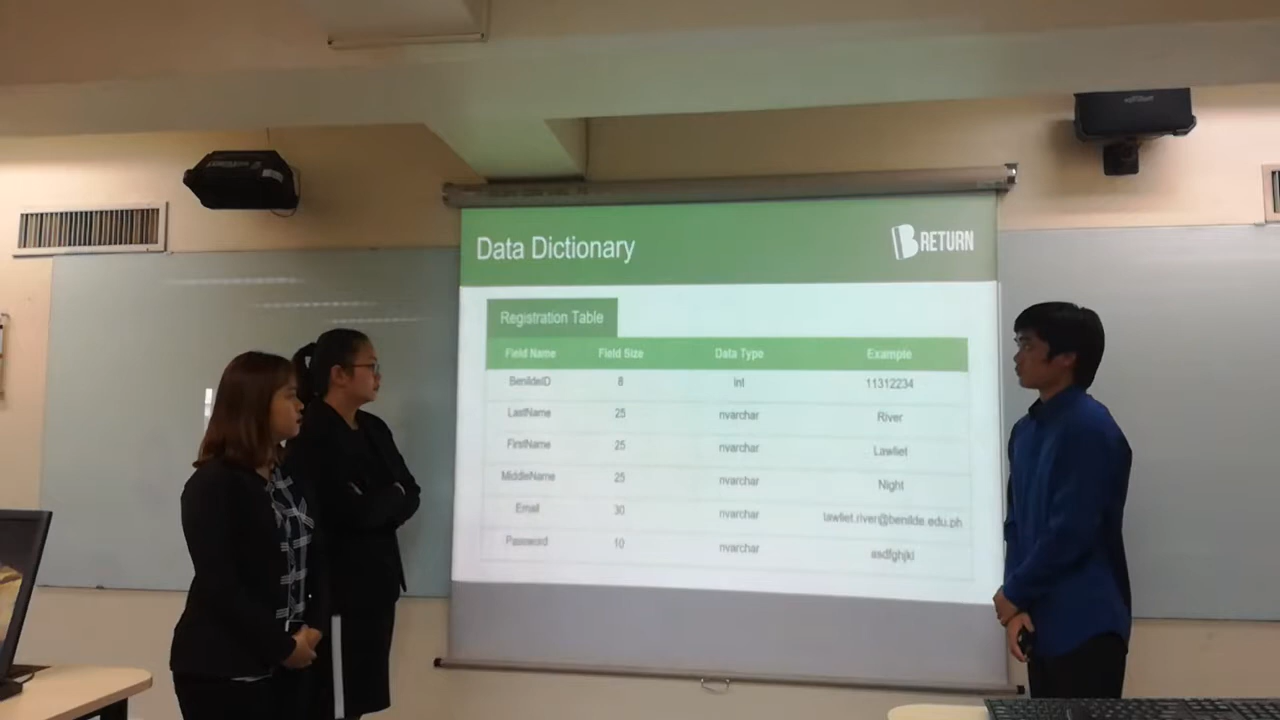 Data Dictionary
B RETURN
Registration Table
Field Name Field Size Data Type Example
BenildeID 8 int 11312234
LastName 25 nvarchar River
FirstName 25 nvarchar Lawliet
MiddleName 25 nvarchar Night
Email 30 nvarchar lawliet.river@benilde.edu.ph
Password 10 nvarchar asdfghjkl